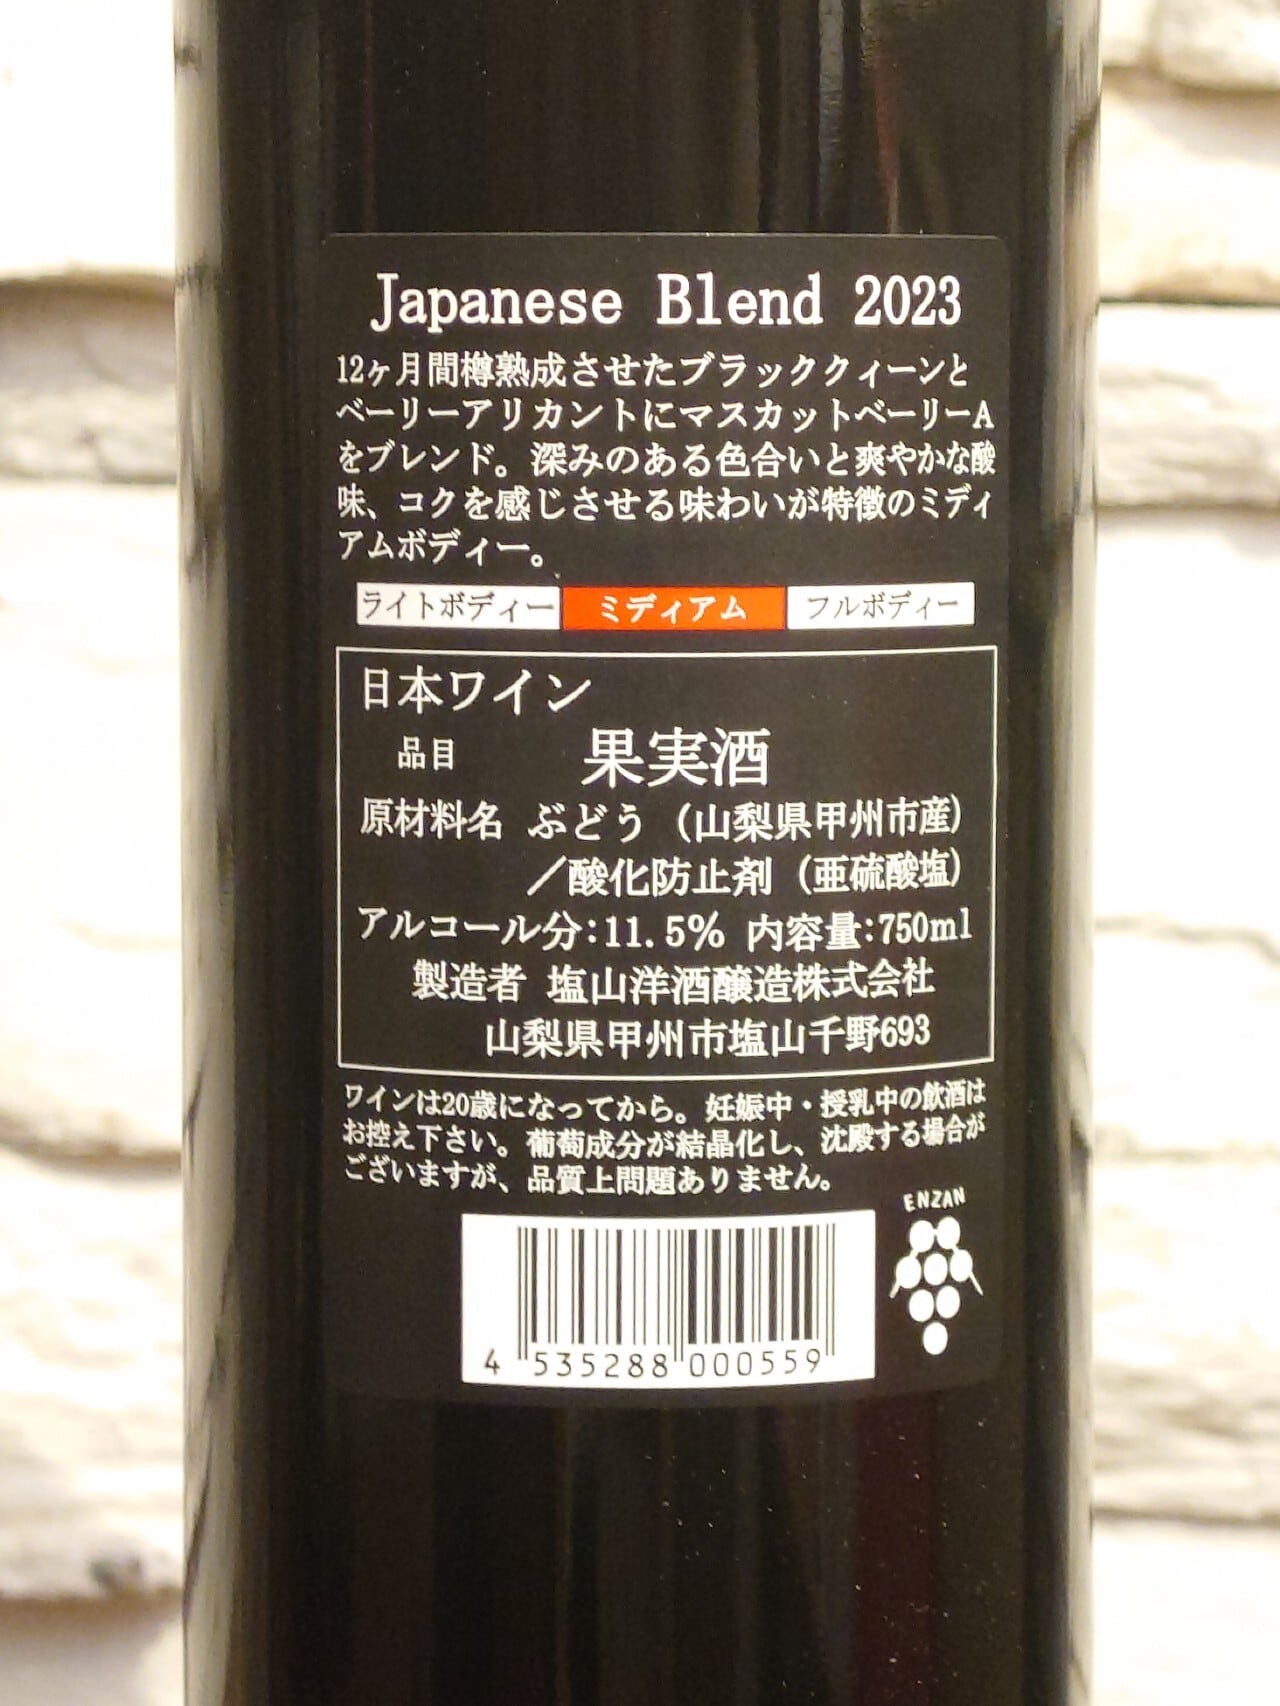 Japanese Blend 2023
12ヶ月間樽熟成させたブラッククィーンと
ベーリーアリカントにマスカットベーリーA
をブレンド。深みのある色合いと爽やかな酸
味、コクを感じさせる味わいが特徴のミディ
アムボディー。
ライトボディー ミディアム フルボディー
日本ワイン
品目 果実酒
原材料名 ぶどう (山梨県甲州市産)
/酸化防止剤 (亜硫酸塩)
アルコール分:11.5% 内容量:750ml
製造者 塩山洋酒醸造株式会社
山梨県甲州市塩山千野693
ワインは20歳になってから。妊娠中・授乳中の飲酒は
お控え下さい。葡萄成分が結晶化し、沈殿する場合が
ございますが、品質上問題ありません。
ENZAN
4 535288 000559